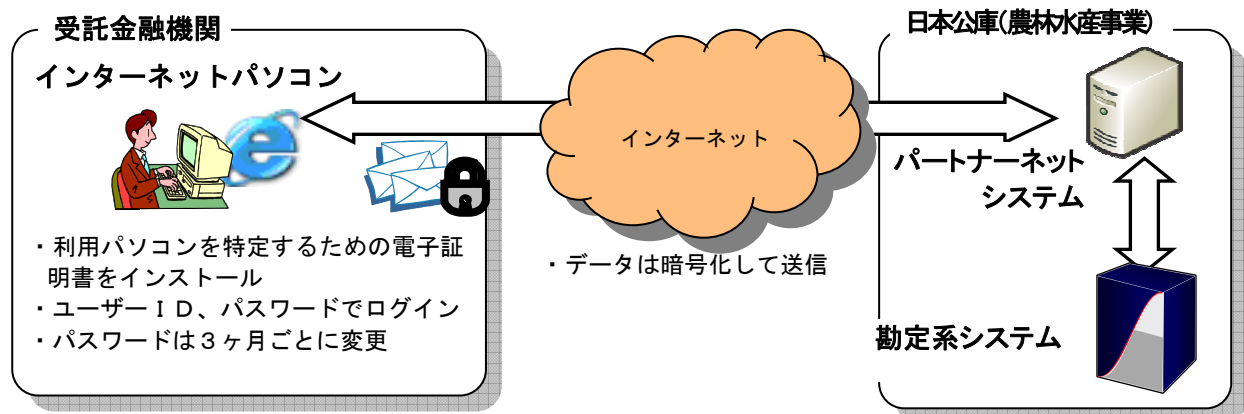 受託金融機関
インターネットパソコン
・利用パソコンを特定するための電子証
明書をインストール
・ユーザーＩＤ、パスワードでログイン
・パスワードは３ヶ月ごとに変更
インターネット
・データは暗号化して送信
日本公庫(農林水産事業)
パートナーネット
システム
勘定系システム